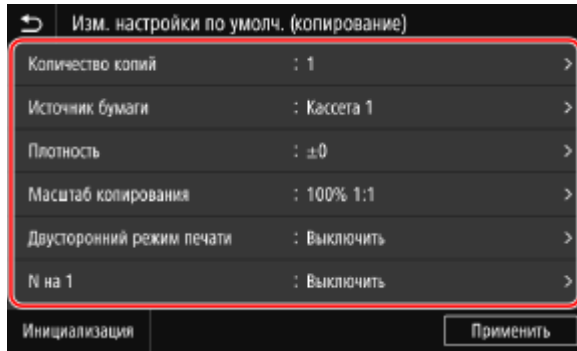 Изм. настройки по умолч. (копирование)
Количество копий : 1
Источник бумаги : Кассета 1
Плотность : ±0
Масштаб копирования : 100% 1:1
Двусторонний режим печати : Выключить
N на 1 : Выключить
Инициализация Применить